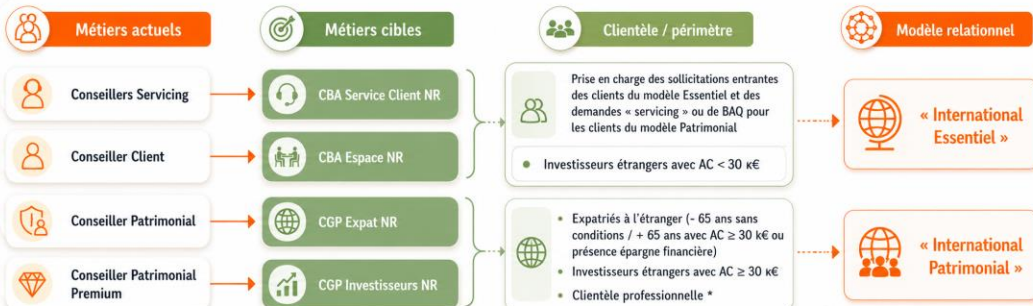 Métiers actuels
Métiers cibles
Clientèle / périmètre
Modèle relationnel
Conseillers Servicing
CBA Service Client NR
Conseiller Client
CBA Espace NR
Prise en charge des sollicitations entrantes
des clients du modèle Essentiel et des
demandes « servicing » ou de BAQ pour
les clients du modèle Patrimonial
• Investisseurs étrangers avec AC < 30 K€
« International
Essentiel »
Conseiller Patrimonial
CGP Expat NR
Conseiller Patrimonial
Premium
CGP Investisseurs NR
• Expatriés à l'étranger (- 65 ans sans
conditions / + 65 ans avec AC ≥ 30 k€ ou
présence épargne financière)
• Investisseurs étrangers avec AC ≥ 30 K€
• Clientèle professionnelle *
« International
Patrimonial »